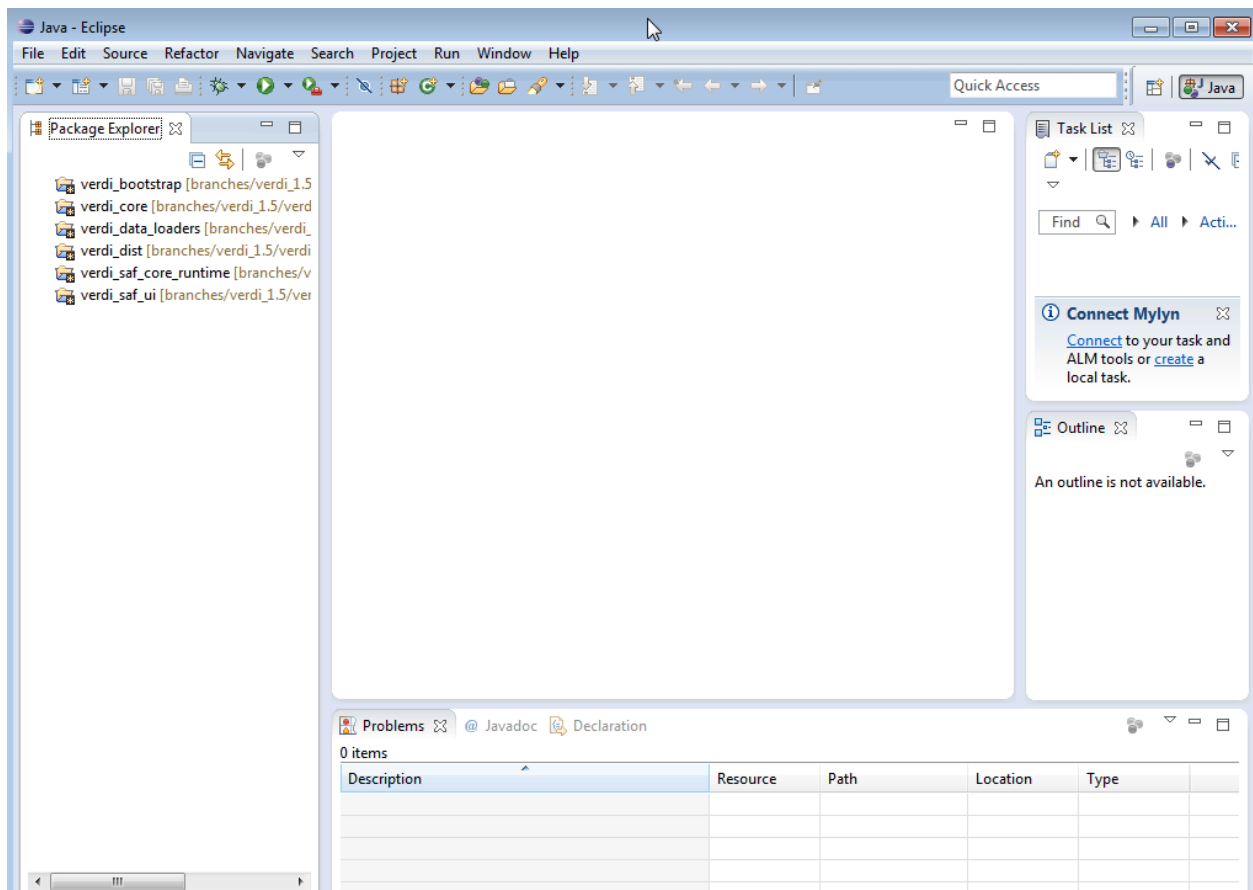 Java - Eclipse
File Edit Source Refactor Navigate Search Project Run Window Help
Quick Access
Java
Package Explorer
verdi_bootstrap [branches/verdi_1.5
verdi_core [branches/verdi_1.5/verd
verdi_data_loaders [branches/verdi_
verdi_dist [branches/verdi_1.5/verdi
verdi_saf_core_runtime [branches/v
verdi_saf_ui [branches/verdi_1.5/ver
Task List
Find All Acti...
Connect Mylyn
Connect to your task and
ALM tools or create a
local task.
Outline
An outline is not available.
Problems @ Javadoc Declaration
0 items
Description Resource Path Location Type